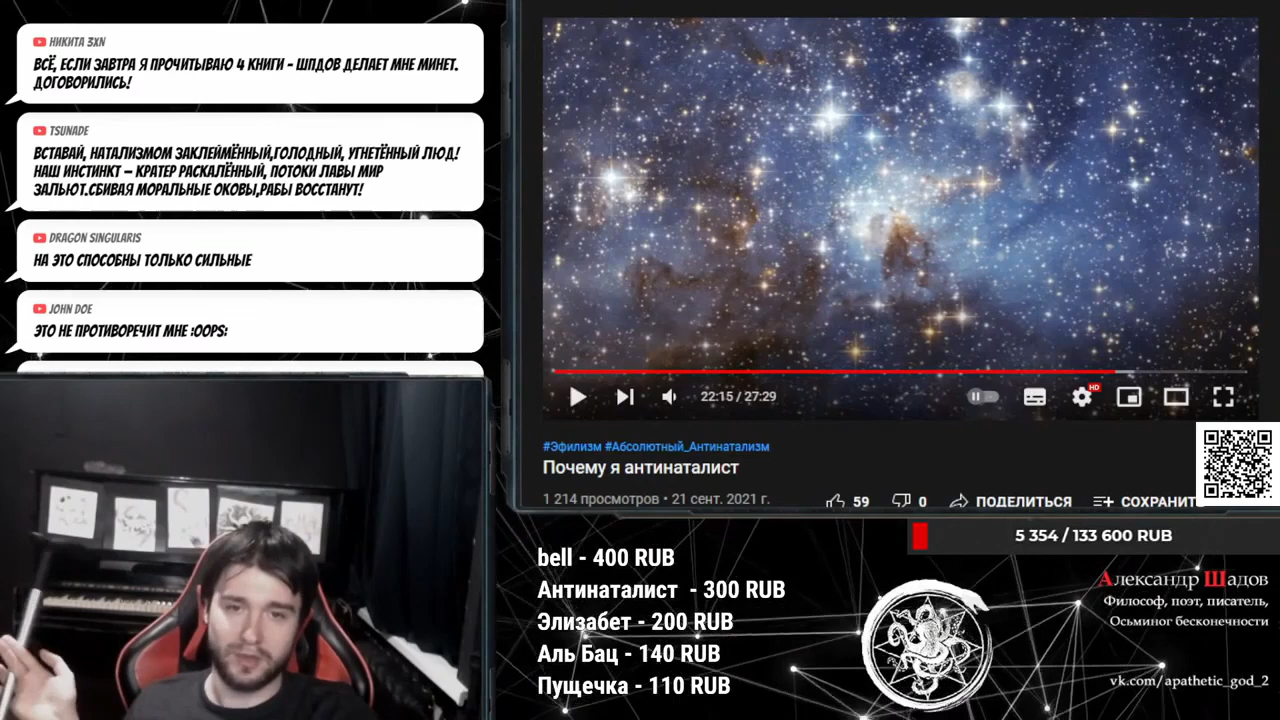 НИКИТА ЗХN
ВСЁ, ЕСЛИ ЗАВТРА Я ПРОЧИТЫВАЮ 4 КНИГИ - ШПДОВ ДЕЛАЕТ МНЕ МИНЕТ.
ДОГОВОРИЛИСЬ!
TSUNADE
ВСТАВАЙ, НАТАЛИЗМОМ ЗАКЛЕЙМЁННЫЙ,ГОЛОДНЫЙ, УГНЕТЁННЫЙ ЛЮД!
НАШ ИНСТИНКТ – КРАТЕР РАСКАЛЁННЫЙ, ПОТОКИ ЛАВЫ МИР
ЗАЛЬЮТ.СБИВАЯ МОРАЛЬНЫЕ ОКОВЫ,РАБЫ ВОССТАНУТ!
DRAGON SINGULARIS
НА ЭТО СПОСОБНЫ ТОЛЬКО СИЛЬНЫЕ
JOHN DOE
ЭТО НЕ ПРОТИВОРЕЧИТ МНЕ :OOPS:
22:15 / 27:29
HD
#Эфилизм #Абсолютный_Антинатализм
Почему я антинаталист
1 214 просмотров • 21 сент. 2021 г.
59
0
ПОДЕЛИТЬСЯ
СОХРАНИТЬ
5 354 / 133 600 RUB
bell - 400 RUB
Антинаталист - 300 RUB
Элизабет - 200 RUB
Аль Бац - 140 RUB
Пущечка - 110 RUB
Александр Шадов
Философ, поэт, писатель,
Осьминог бесконечности
vk.com/apathetic_god_2